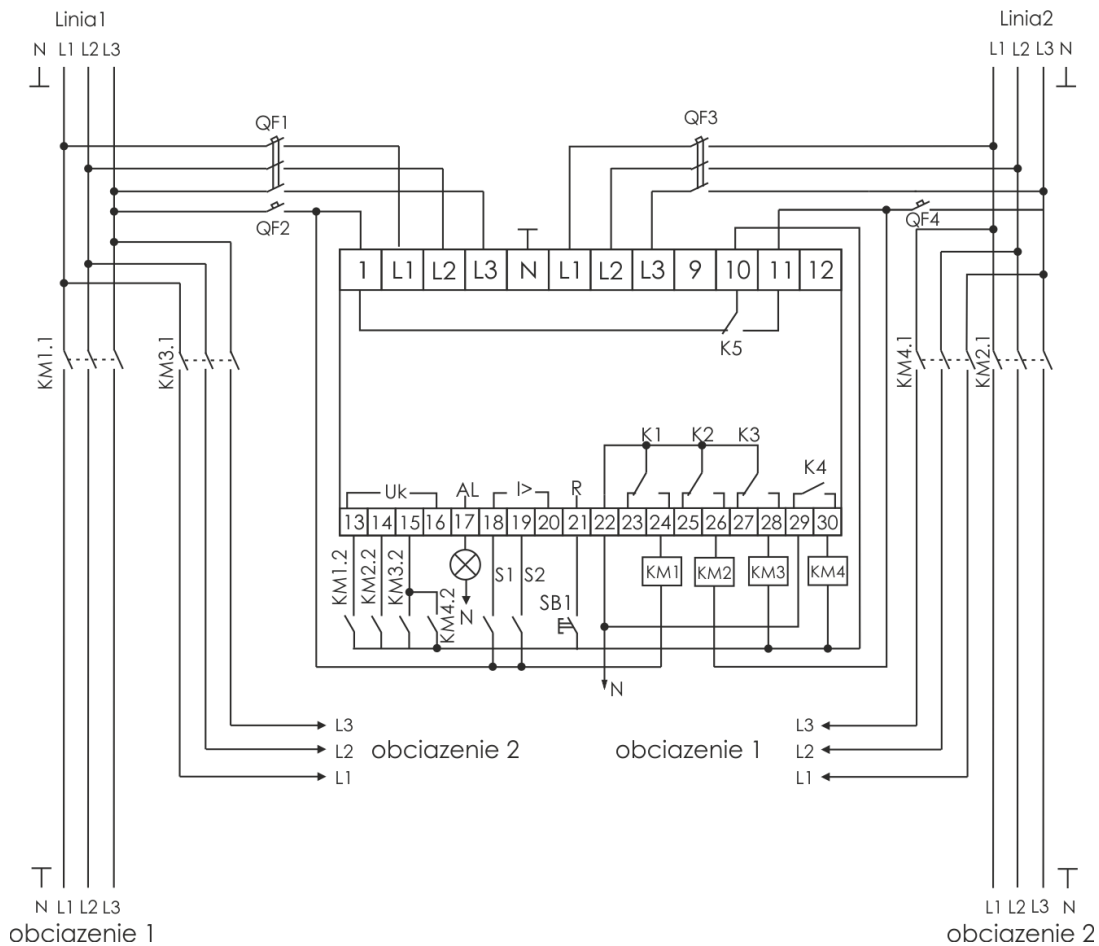 Linia1
Linia2
N L1 L2 L3
L1 L2 L3 N
QF1
QF3
QF2
QF4
1 L1 L2 L3 N L1 L2 L3 9 10 11 12
K5
KM1.1
KM3.1
KM4.1
KM2.1
K1 K2 K3
K4
Uk AL I> R
13 14 15 16 17 18 19 20 21 22 23 24 25 26 27 28 29 30
KM1.2
KM2.2
KM3.2
KM4.2
N
S1 S2
SB1
KM1 KM2 KM3 KM4
N
L3
L2
L1
obciazenie 2
obciazenie 1
L3
L2
L1
N L1 L2 L3
obciazenie 1
L1 L2 L3 N
obciazenie 2